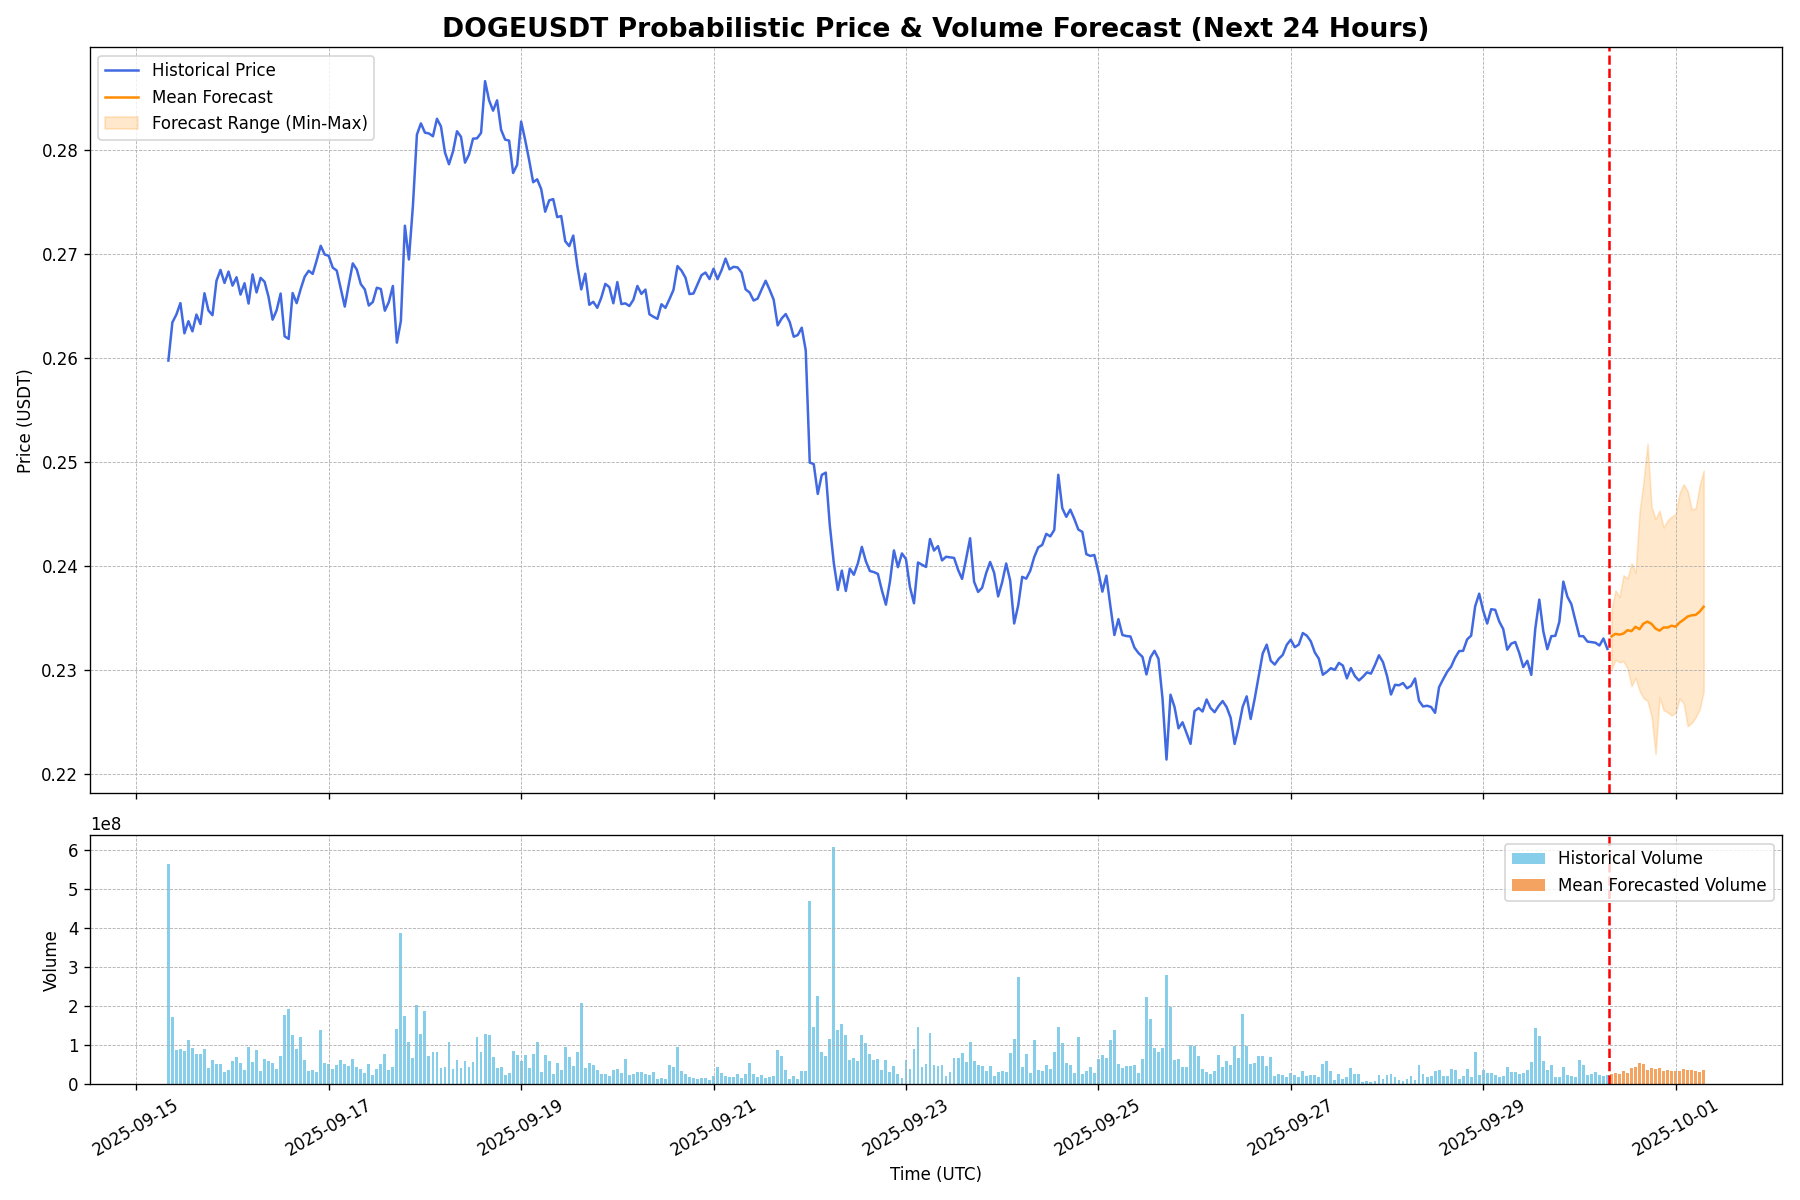 DOGEUSDT Probabilistic Price & Volume Forecast (Next 24 Hours)
Historical Price
Mean Forecast
Forecast Range (Min-Max)
0.28
0.27
0.26
0.25
0.24
0.23
0.22
Price (USDT)
1e8
Historical Volume
Mean Forecasted Volume
6
5
4
3
2
1
0
Volume
2025-09-15
2025-09-17
2025-09-19
2025-09-21
2025-09-23
2025-09-25
2025-09-27
2025-09-29
2025-10-01
Time (UTC)